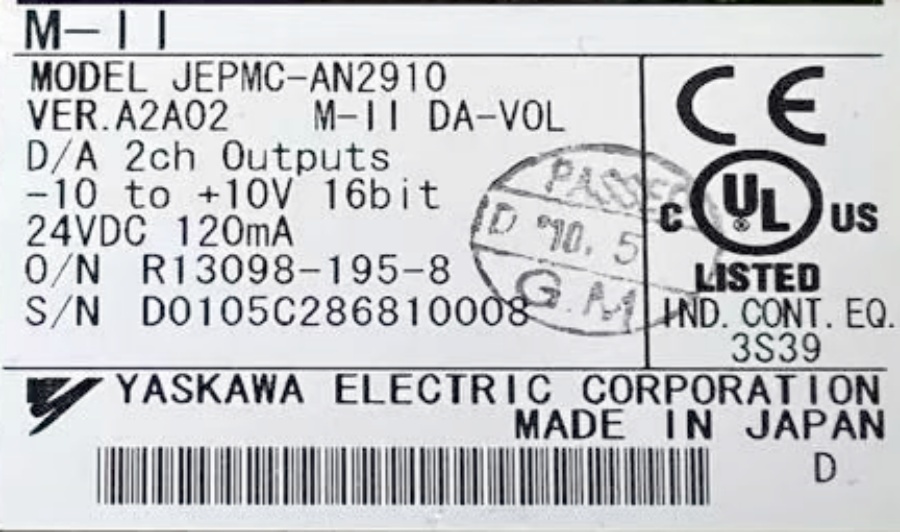 M-II
MODEL JEPMC-AN2910
VER.A2A02 M-II DA-VOL
D/A 2ch Outputs
-10 to +10V 16bit
24VDC 120mA
O/N R13098-195-8
S/N D0105C286810008
PASSED
D '10. 5
G.M
CE
C UL US
LISTED
IND. CONT. EQ.
3S39
YASKAWA ELECTRIC CORPORATION
MADE IN JAPAN
D